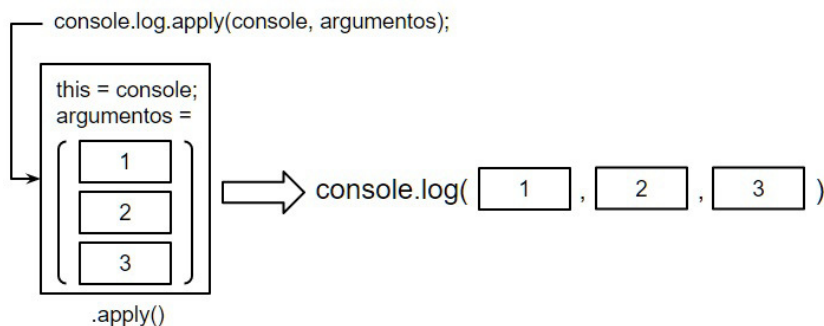 console.log.apply(console, argumentos);
this = console;
argumentos =
1
2
3
.apply()
console.log( 1 , 2 , 3 )